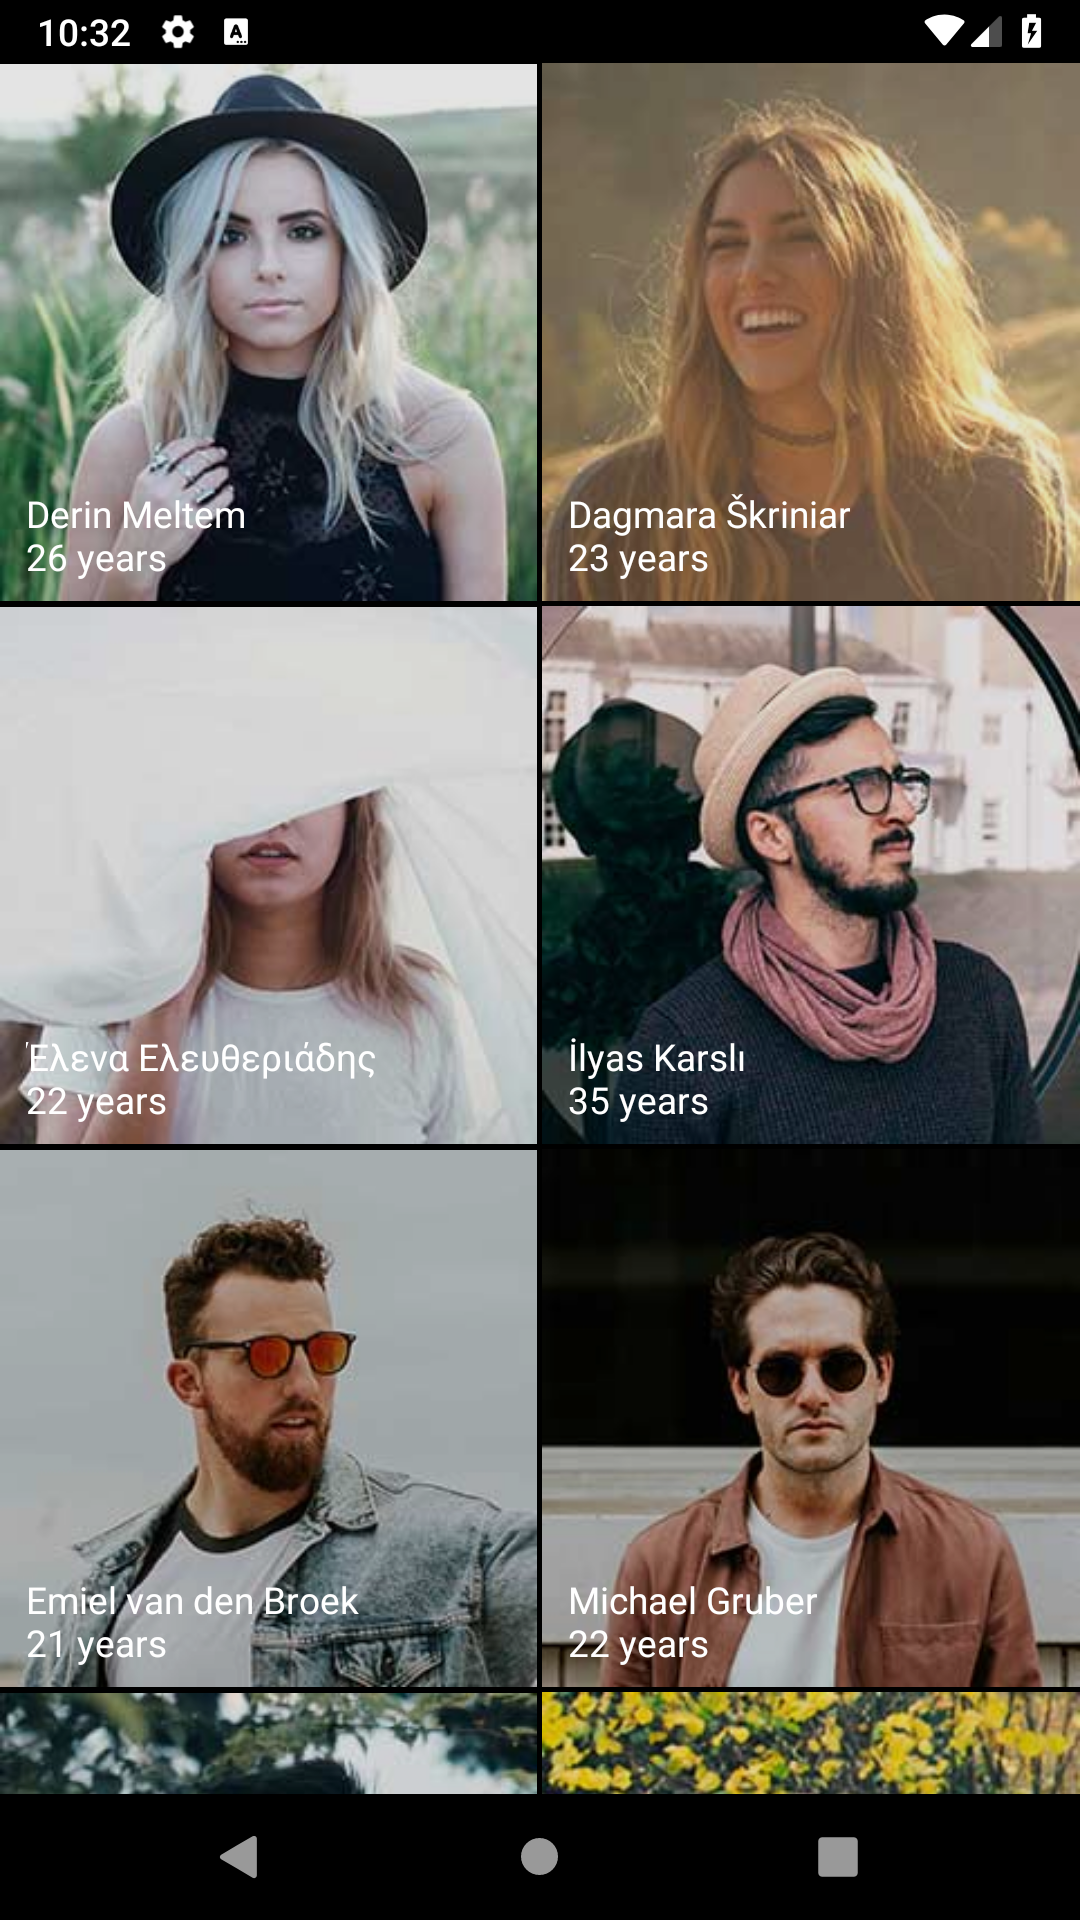 10:32
Derin Meltem
26 years
Dagmara Škriniar
23 years
Έλενα Ελευθεριάδης
22 years
İlyas Karslı
35 years
Emiel van den Broek
21 years
Michael Gruber
22 years